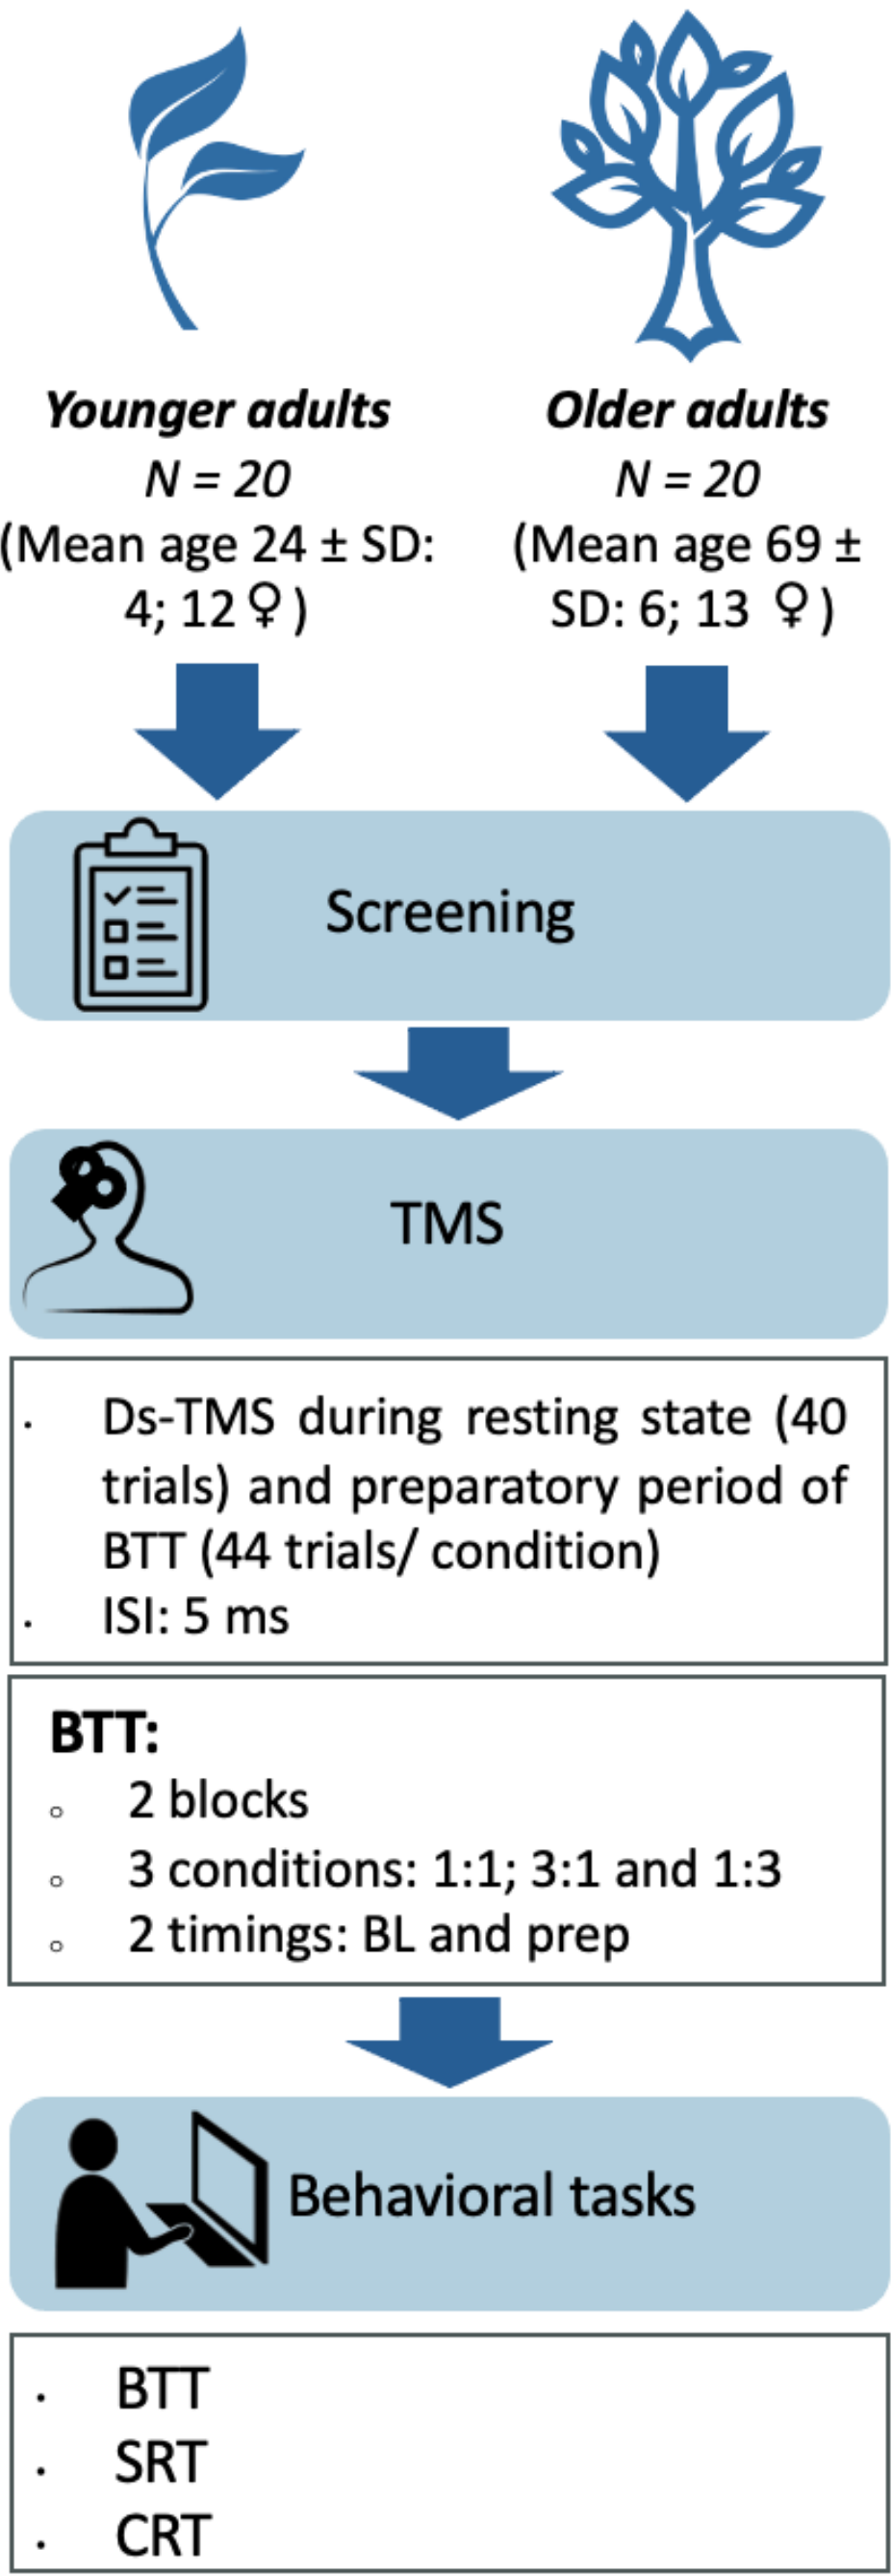 Younger adults
N = 20
(Mean age 24 ± SD:
4; 12 ♀)
Older adults
N = 20
(Mean age 69 ±
SD: 6; 13 ♀)
Screening
TMS
· Ds-TMS during resting state (40
trials) and preparatory period of
BTT (44 trials/ condition)
· ISI: 5 ms
BTT:
o 2 blocks
o 3 conditions: 1:1; 3:1 and 1:3
o 2 timings: BL and prep
Behavioral tasks
· BTT
· SRT
· CRT